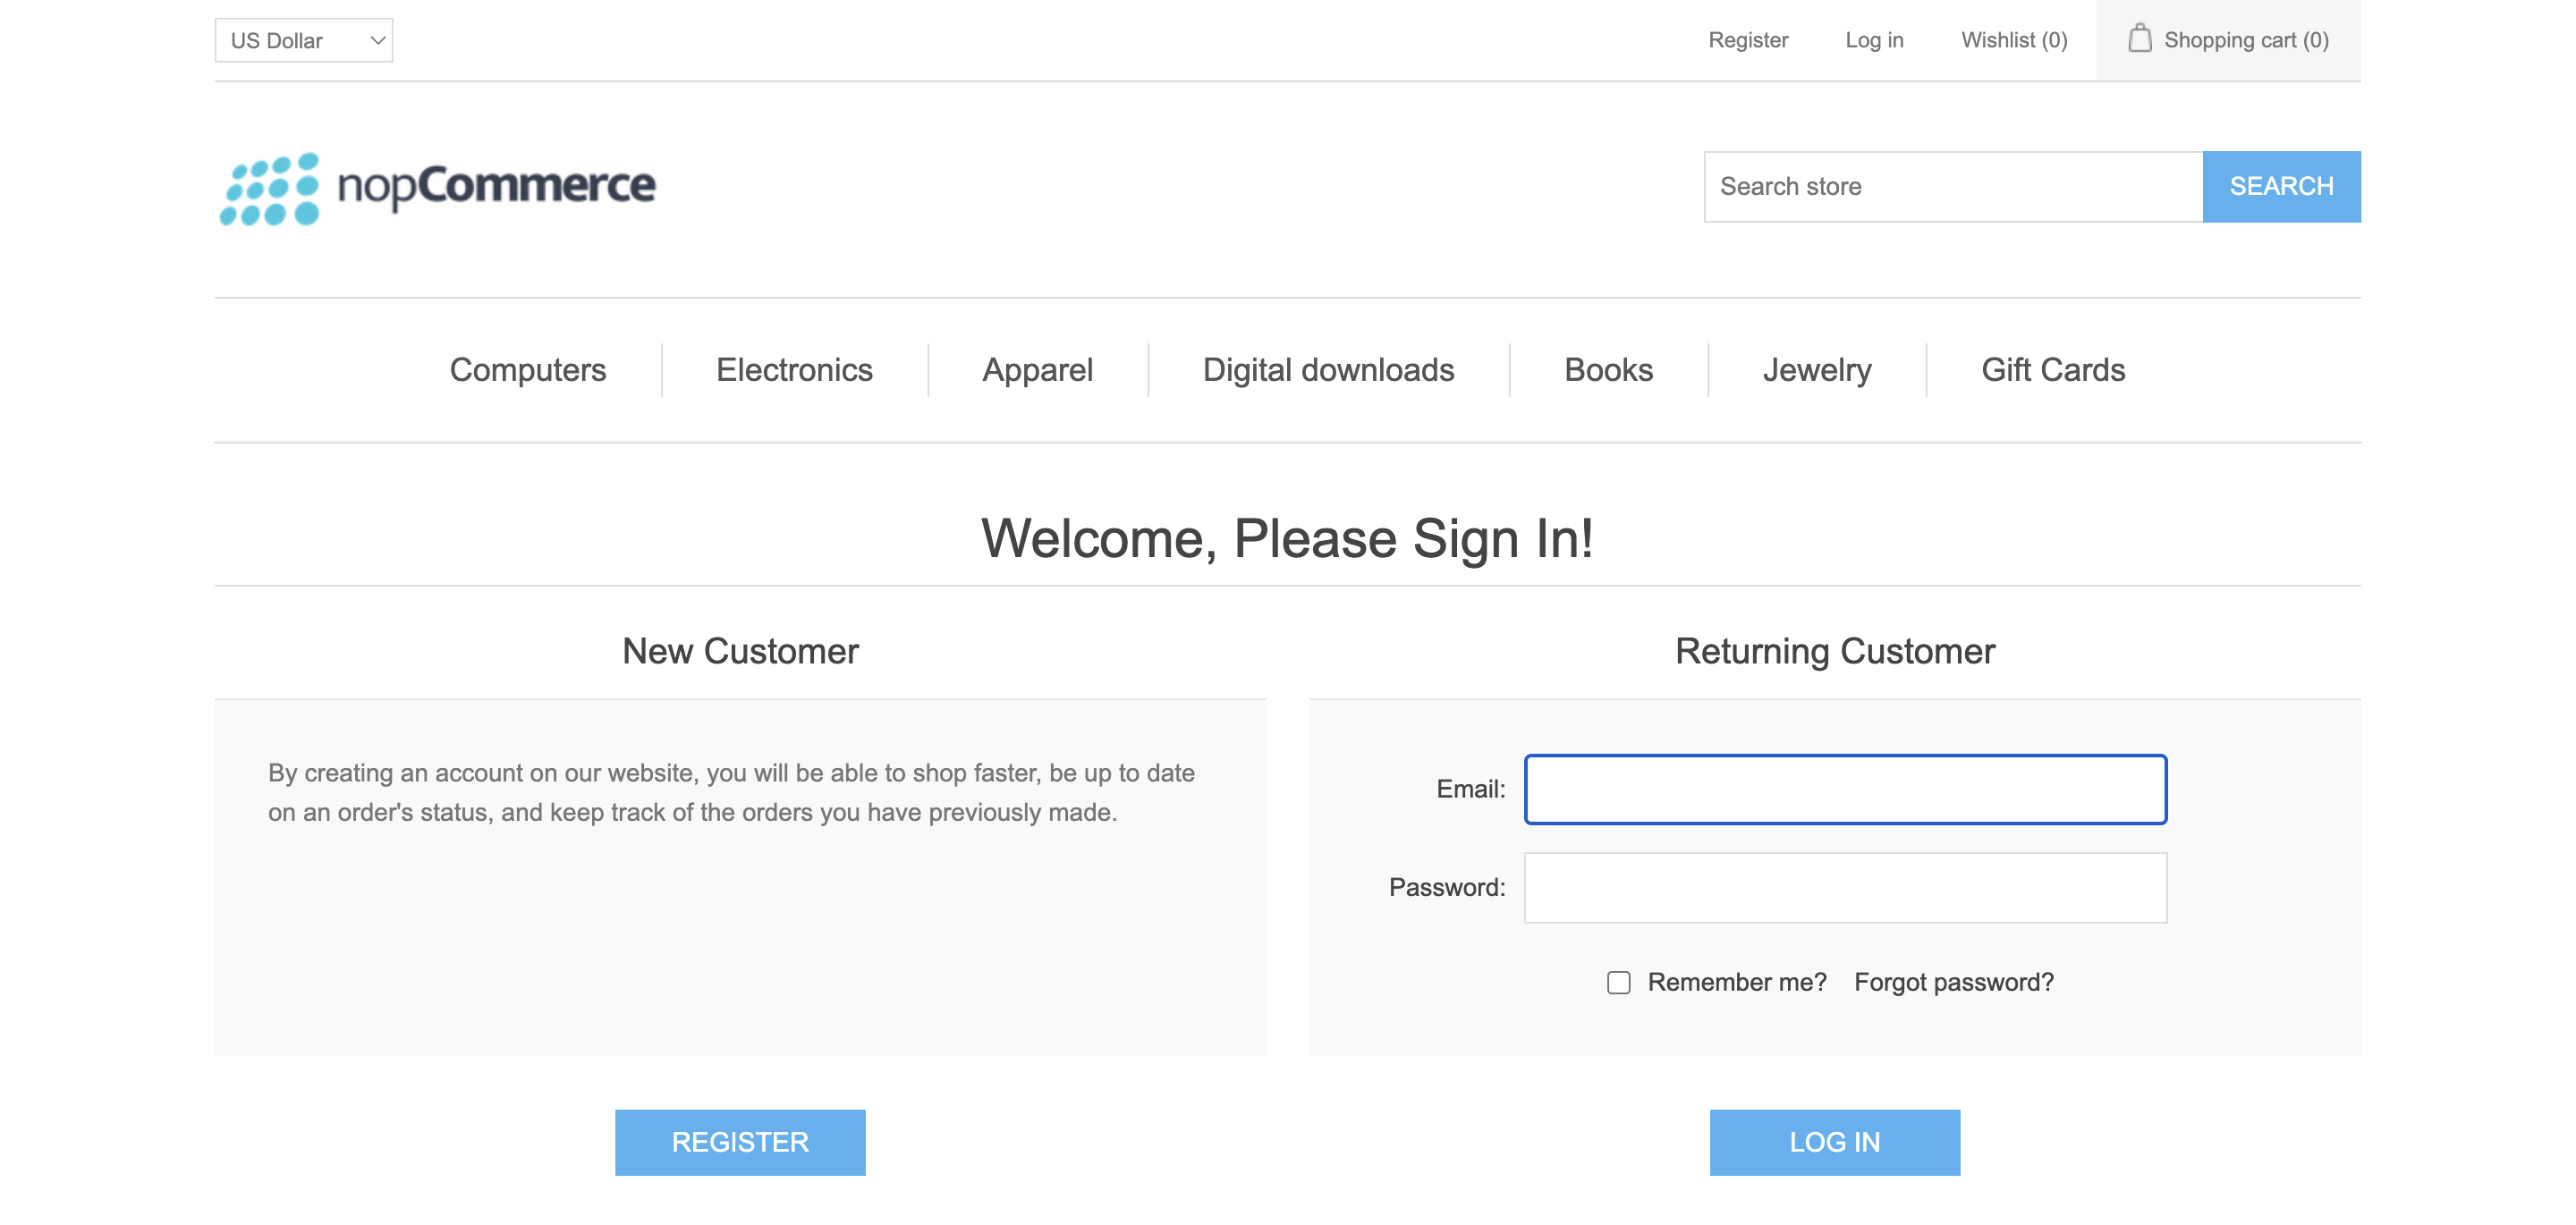 US Dollar
Register
Log in
Wishlist (0)
Shopping cart (0)
nopCommerce
Search store
SEARCH
Computers
Electronics
Apparel
Digital downloads
Books
Jewelry
Gift Cards
Welcome, Please Sign In!
New Customer
By creating an account on our website, you will be able to shop faster, be up to date
on an order's status, and keep track of the orders you have previously made.
REGISTER
Returning Customer
Email:
Password:
Remember me?
Forgot password?
LOG IN